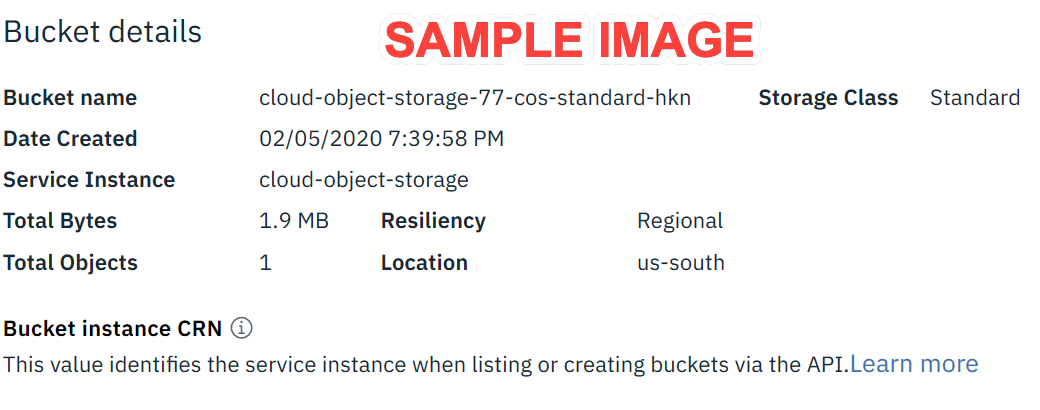 Bucket details
SAMPLE IMAGE
Bucket name cloud-object-storage-77-cos-standard-hkn Storage Class Standard
Date Created 02/05/2020 7:39:58 PM
Service Instance cloud-object-storage
Total Bytes 1.9 MB Resiliency Regional
Total Objects 1 Location us-south
Bucket instance CRN
This value identifies the service instance when listing or creating buckets via the API.Learn more